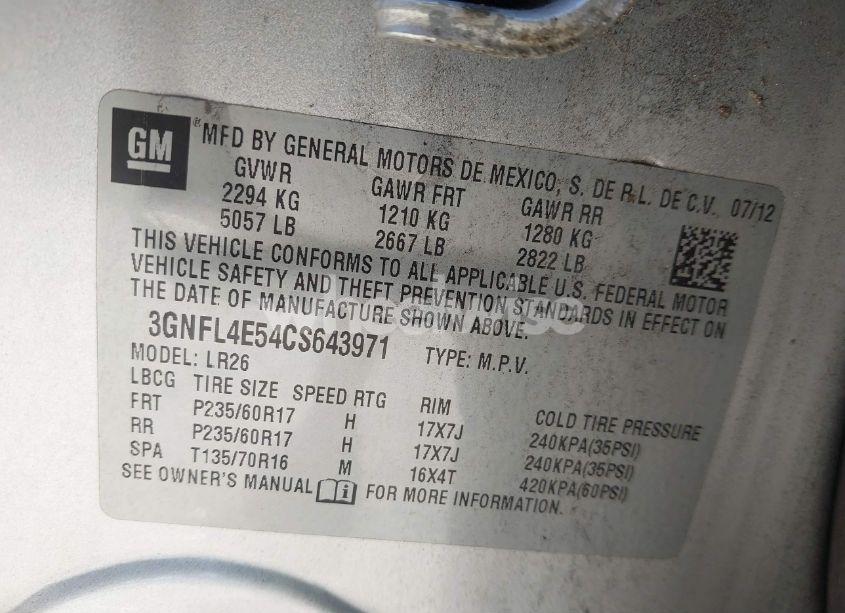 GM ® MFD BY GENERAL MOTORS DE MEXICO, S. DE R.L. DE C.V. 07/12
GVWR GAWR FRT GAWR RR
2294 KG 1210 KG 1280 KG
5057 LB 2667 LB 2822 LB
THIS VEHICLE CONFORMS TO ALL APPLICABLE U.S. FEDERAL MOTOR
VEHICLE SAFETY AND THEFT PREVENTION STANDARDS IN EFFECT ON
THE DATE OF MANUFACTURE SHOWN ABOVE.
3GNFL4E54CS643971 TYPE: M.P.V.
MODEL: LR26
LBCG TIRE SIZE SPEED RTG RIM COLD TIRE PRESSURE
FRT P235/60R17 H 17X7J 240KPA(35PSI)
RR P235/60R17 H 17X7J 240KPA(35PSI)
SPA T135/70R16 M 16X4T 420KPA(60PSI)
SEE OWNER'S MANUAL FOR MORE INFORMATION.